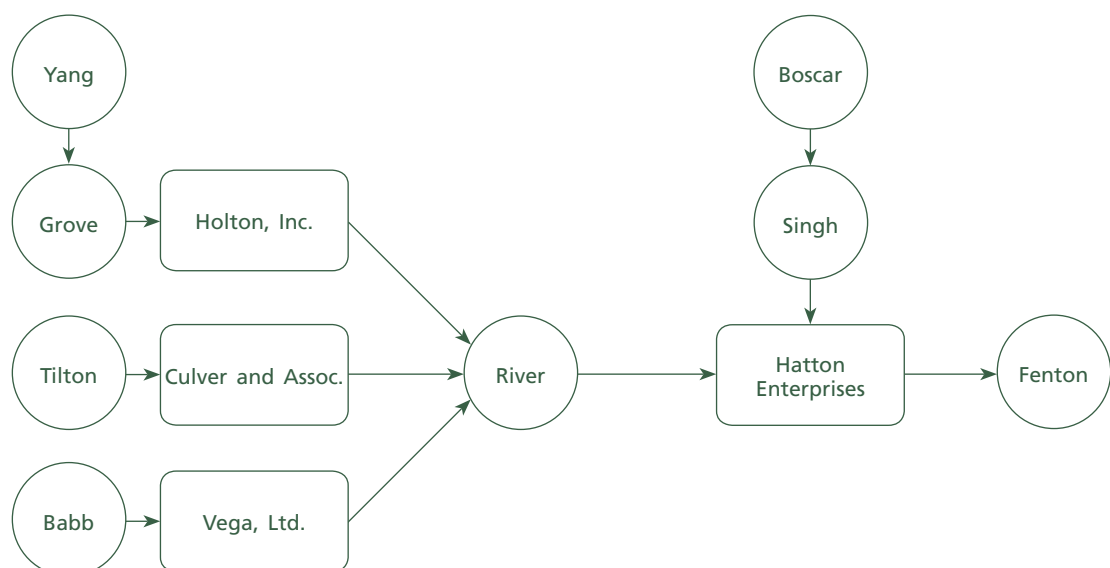 Yang
Boscar
Grove
Holton, Inc.
Singh
Tilton
Culver and Assoc.
River
Hatton
Enterprises
Fenton
Babb
Vega, Ltd.